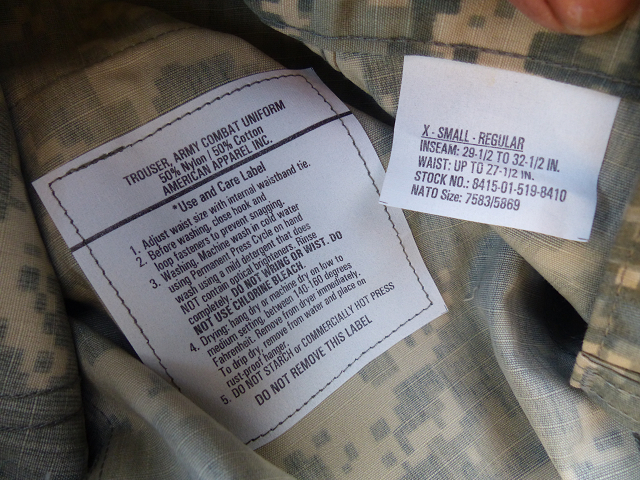 TROUSER, ARMY COMBAT UNIFORM
50% Nylon / 50% Cotton
AMERICAN APPAREL INC.
*Use and Care Label
1. Adjust waist size with internal waistband tie.
2. Before washing, close hook and
loop fasteners to prevent snagging.
3. Washing: Machine wash in cold water
using Permanent Press Cycle or hand
wash using a mild detergent that does
NOT contain optical brighteners. Rinse
completely. DO NOT WRING OR WIST. DO
NOT USE CHLORINE BLEACH.
4. Drying: hang dry or machine dry on low to
medium setting, between 120/160 degrees
Fahrenheit. Remove from dryer immediately.
To drip dry, remove from water and place on
rust-proof hanger.
5. DO NOT STARCH or COMMERCIALLY HOT PRESS
DO NOT REMOVE THIS LABEL
X - SMALL - REGULAR
INSEAM: 29-1/2 TO 32-1/2 IN.
WAIST: UP TO 27-1/2 IN.
STOCK NO.: 8415-01-519-8410
NATO Size: 7583/5869